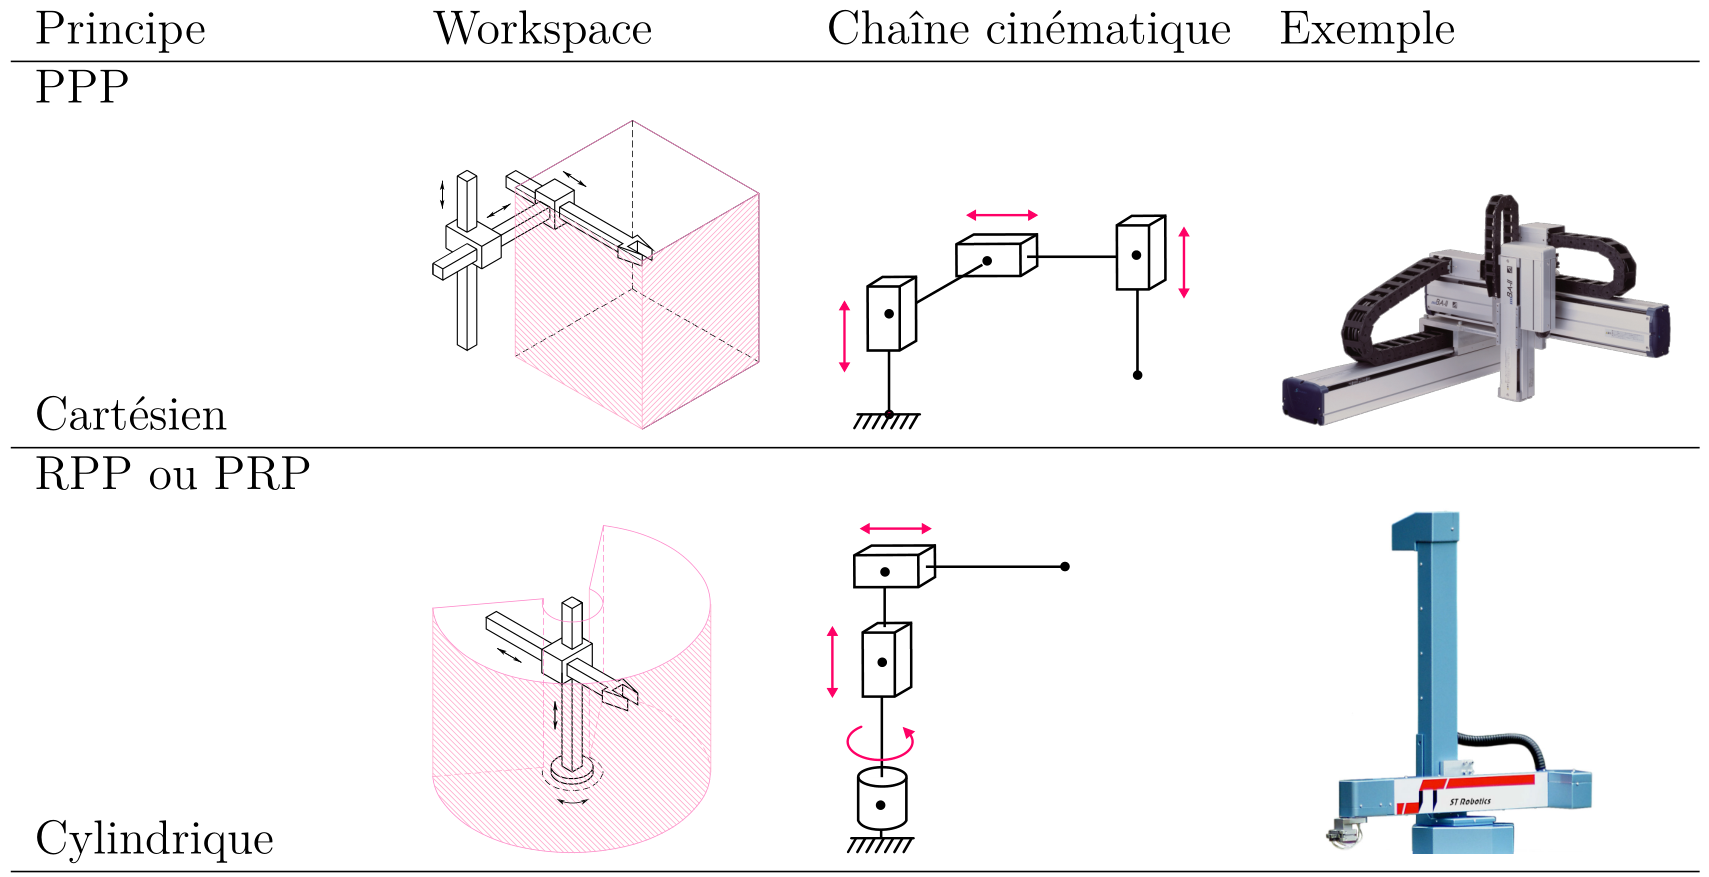 Principe Workspace Chaîne cinématique Exemple
PPP
Cartésien
RPP ou PRP
ST Robotics
Cylindrique